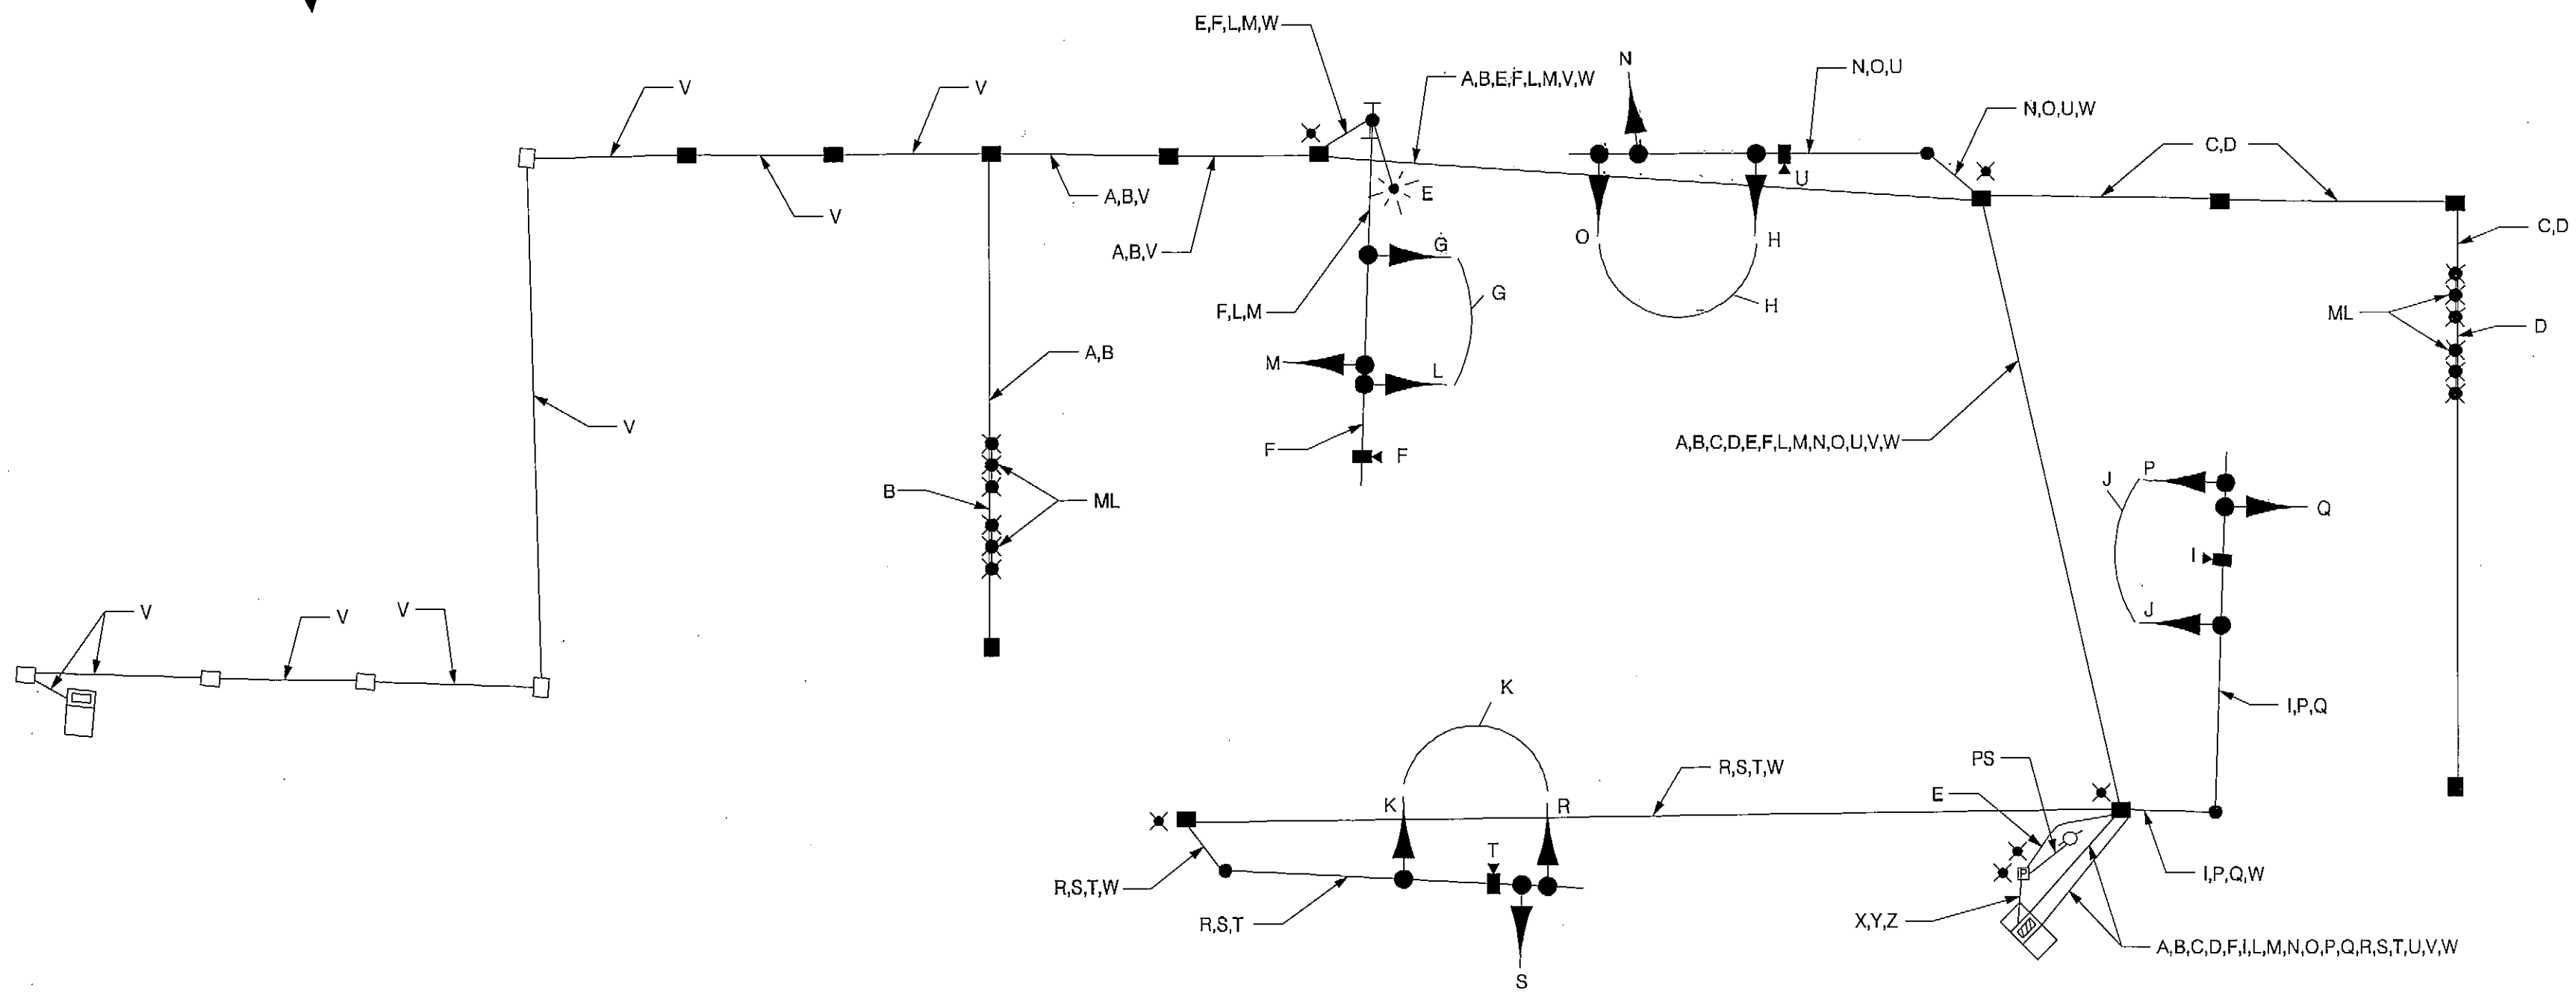 E,F,L,M,W
N
N,O,U
A,B,E,F,L,M,V,W
V
V
N,O,U,W
C,D
U
E
A,B,V
V
C,D
O
H
G
A,B,V
G
H
F,L,M
ML
D
A,B
M
L
V
A,B,C,D,E,F,L,M,N,O,U,V,W
F
F
P
J
Q
B
ML
I
V
V
V
J
K
I,P,Q
PS
R,S,T,W
E
K
R
T
R,S,T,W
P
I,P,Q,W
R,S,T
X,Y,Z
A,B,C,D,F,I,L,M,N,O,P,Q,R,S,T,U,V,W
S